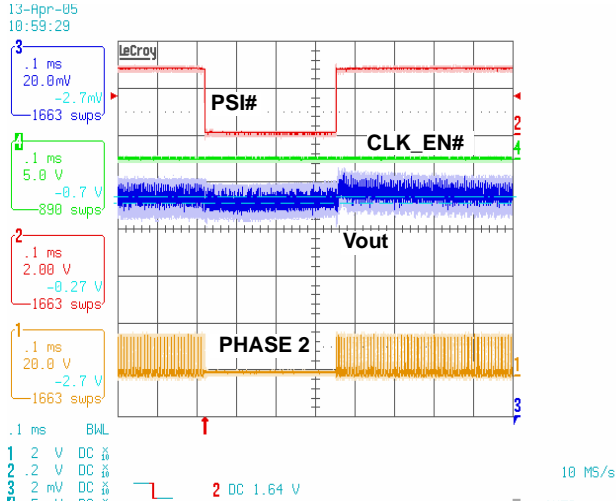 13-Apr-05
10:59:29
3
.1 ms
20.0mV
-2.7mV
1663 swps
4
.1 ms
5.0 V
-0.7 V
890 swps
2
.1 ms
2.00 V
-0.27 V
1663 swps
1
.1 ms
20.0 V
-2.7 V
1663 swps
LeCroy
PSI#
2
CLK_EN#
4
Vout
PHASE 2
1
3
.1 ms BWL
1 2 V DC
2 .2 V DC
3 2 mV DC
2 DC 1.64 V
10 MS/s